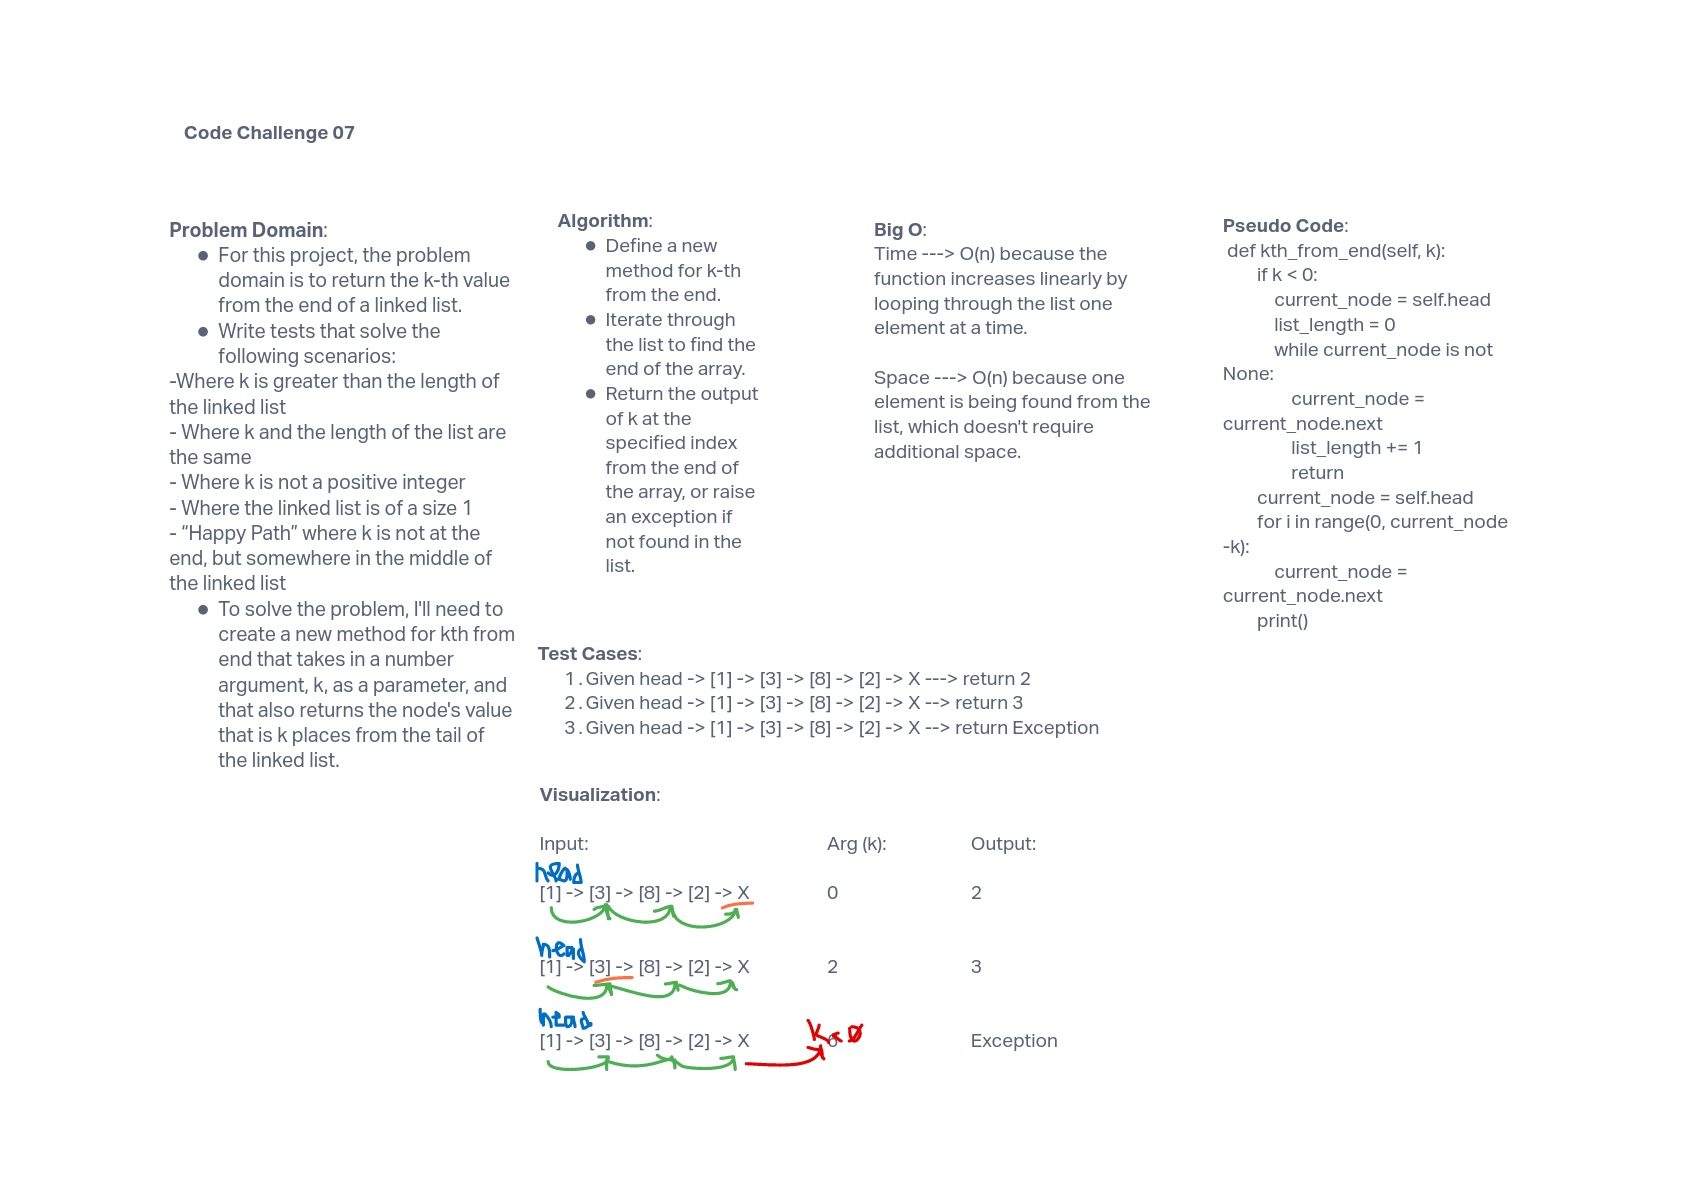 Code Challenge 07
Problem Domain:
● For this project, the problem
domain is to return the k-th value
from the end of a linked list.
● Write tests that solve the
following scenarios:
-Where k is greater than the length of
the linked list
- Where k and the length of the list are
the same
- Where k is not a positive integer
- Where the linked list is of a size 1
- “Happy Path” where k is not at the
end, but somewhere in the middle of
the linked list
● To solve the problem, I'll need to
create a new method for kth from
end that takes in a number
argument, k, as a parameter, and
that also returns the node's value
that is k places from the tail of
the linked list.
Algorithm:
● Define a new
method for k-th
from the end.
● Iterate through
the list to find the
end of the array.
● Return the output
of k at the
specified index
from the end of
the array, or raise
an exception if
not found in the
list.
Big O:
Time ---> O(n) because the
function increases linearly by
looping through the list one
element at a time.
Space ---> O(n) because one
element is being found from the
list, which doesn't require
additional space.
Pseudo Code:
def kth_from_end(self, k):
if k < 0:
current_node = self.head
list_length = 0
while current_node is not
None:
current_node =
current_node.next
list_length += 1
return
current_node = self.head
for i in range(0, current_node
-k):
current_node =
current_node.next
print()
Test Cases:
1. Given head -> [1] -> [3] -> [8] -> [2] -> X ---> return 2
2. Given head -> [1] -> [3] -> [8] -> [2] -> X --> return 3
3. Given head -> [1] -> [3] -> [8] -> [2] -> X --> return Exception
Visualization:
Input: Arg (k): Output:
head
[1] -> [3] -> [8] -> [2] -> X 0 2
head
[1] -> [3] -> [8] -> [2] -> X 2 3
head
k<0
[1] -> [3] -> [8] -> [2] -> X 6 Exception